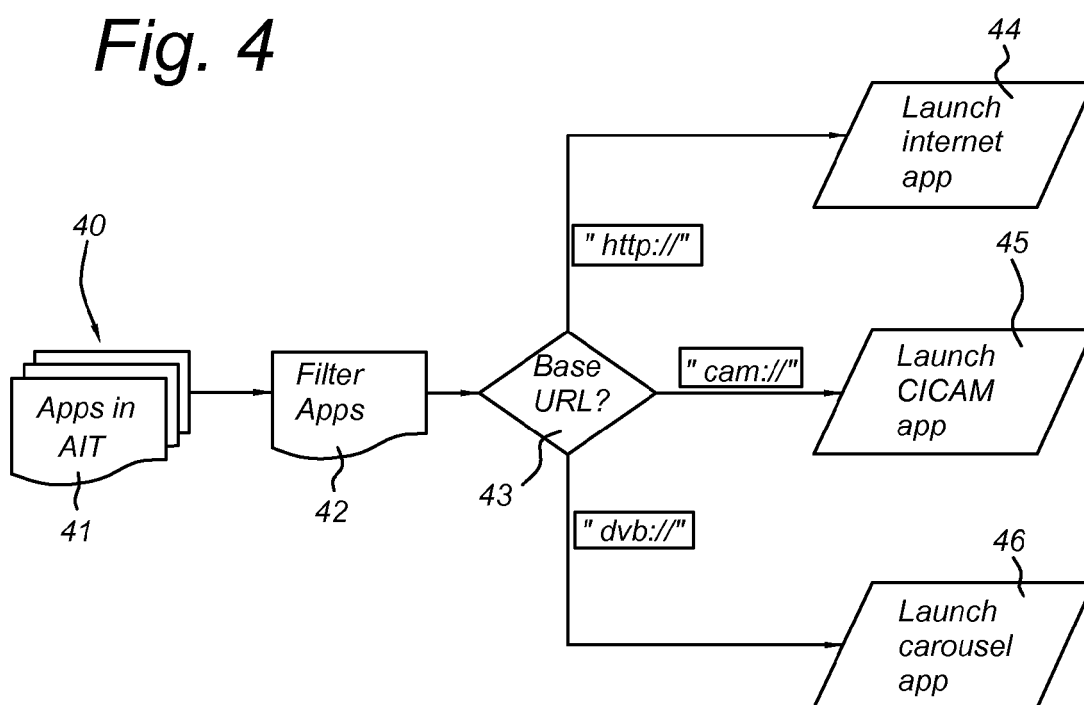 Fig. 4
44
Launch
internet
app
40
" http://"
45
Apps in
AIT
Filter
Apps
Base
URL?
" cam://"
Launch
CICAM
app
41
42
43
" dvb://"
46
Launch
carousel
app